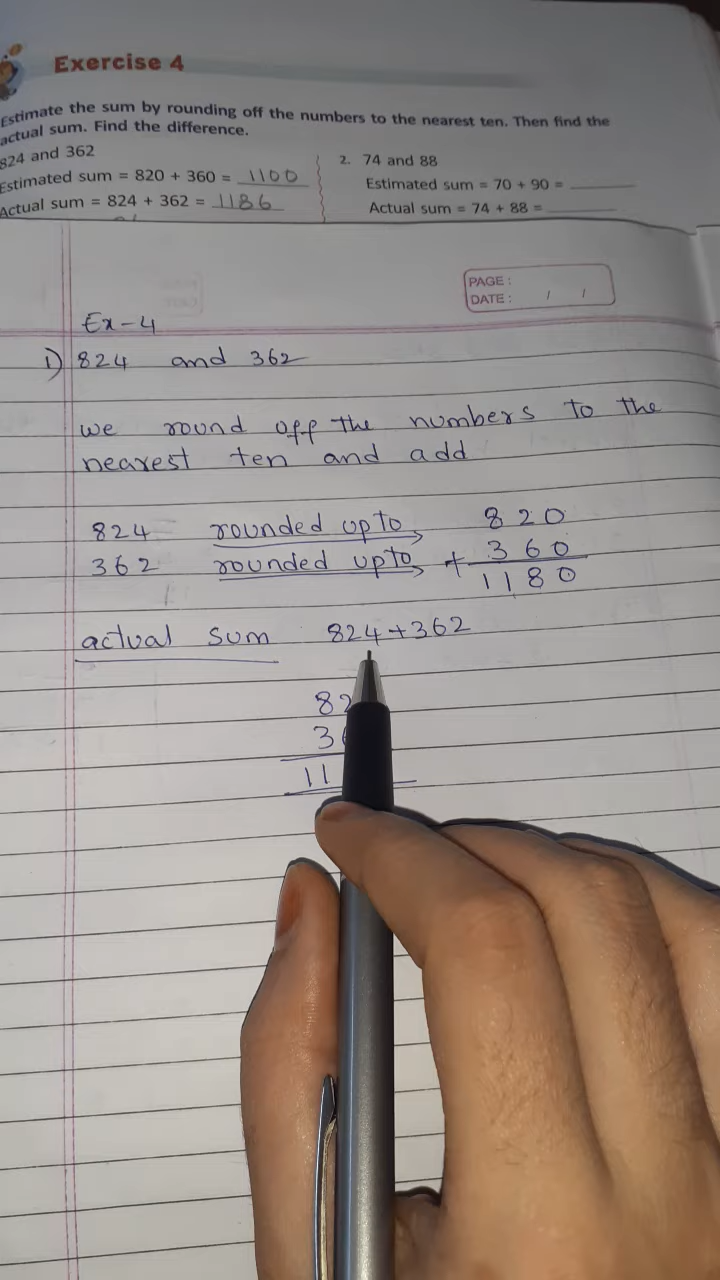 Exercise 4
Estimate the sum by rounding off the numbers to the nearest ten. Then find the
actual sum. Find the difference.
824 and 362
Estimated sum = 820 + 360 = 1100
Actual sum = 824 + 362 = 1186
2. 74 and 88
Estimated sum = 70 + 90 =
Actual sum = 74 + 88 =
PAGE :
DATE : / /
Ex-4
1) 824 and 362
we round off the numbers to the
nearest ten and add
824 rounded upto 820
362 rounded upto + 360
1180
actual sum 824+362
82
3
11